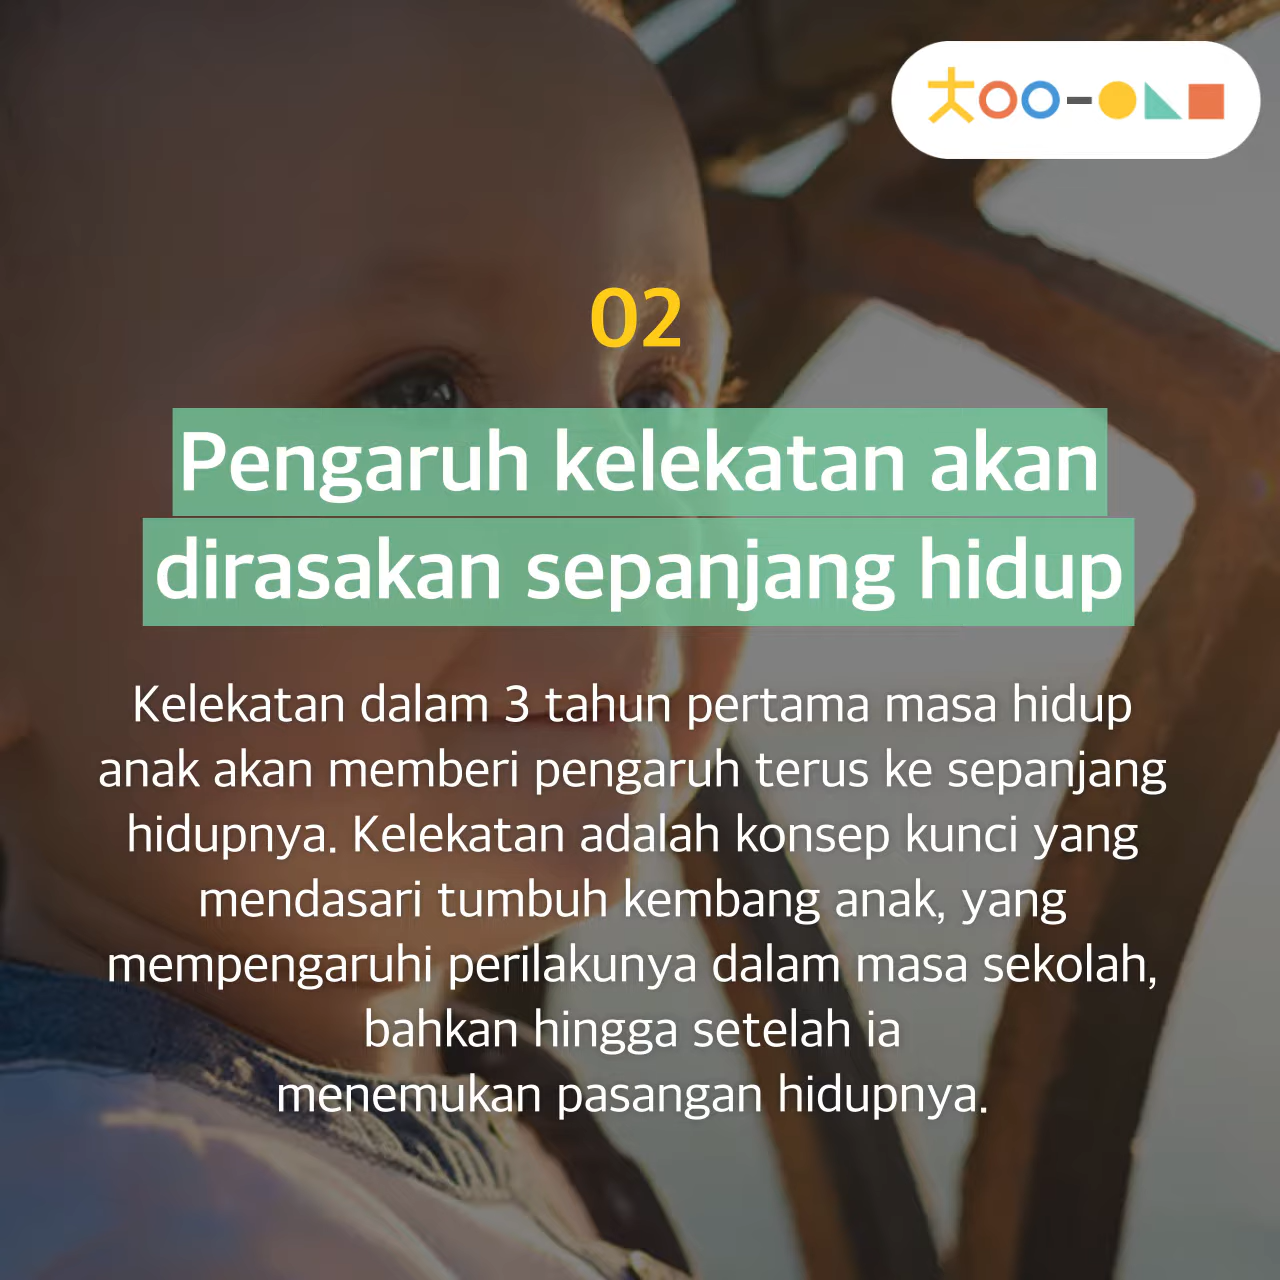 02
Pengaruh kelekatan akan
dirasakan sepanjang hidup
Kelekatan dalam 3 tahun pertama masa hidup
anak akan memberi pengaruh terus ke sepanjang
hidupnya. Kelekatan adalah konsep kunci yang
mendasari tumbuh kembang anak, yang
mempengaruhi perilakunya dalam masa sekolah,
bahkan hingga setelah ia
menemukan pasangan hidupnya.